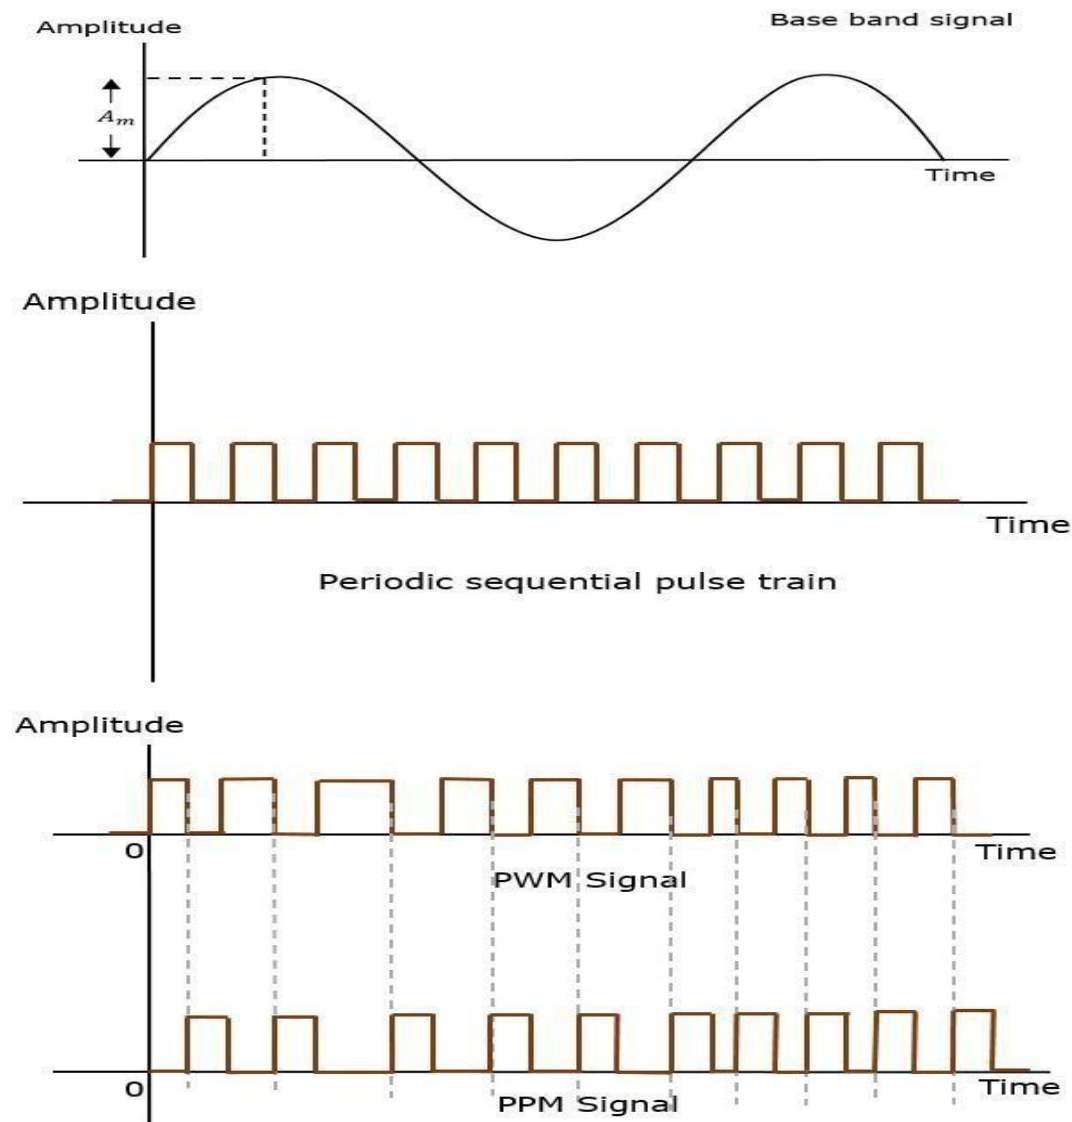 Amplitude
Base band signal
Aₘ
Time
Amplitude
Time
Periodic sequential pulse train
Amplitude
0
Time
PWM Signal
0
Time
PPM Signal